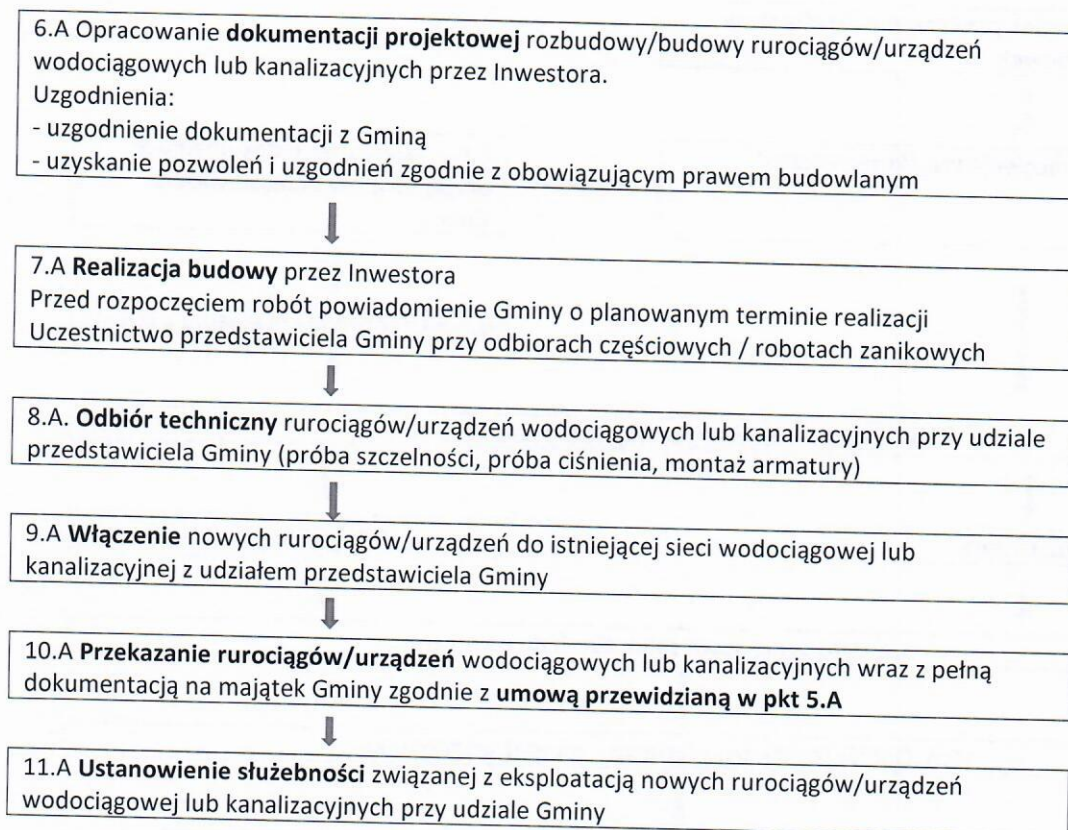 6.A Opracowanie dokumentacji projektowej rozbudowy/budowy rurociągów/urządzeń
wodociągowych lub kanalizacyjnych przez Inwestora.
Uzgodnienia:
- uzgodnienie dokumentacji z Gminą
- uzyskanie pozwoleń i uzgodnień zgodnie z obowiązującym prawem budowlanym
7.A Realizacja budowy przez Inwestora
Przed rozpoczęciem robót powiadomienie Gminy o planowanym terminie realizacji
Uczestnictwo przedstawiciela Gminy przy odbiorach częściowych / robotach zanikowych
8.A. Odbiór techniczny rurociągów/urządzeń wodociągowych lub kanalizacyjnych przy udziale
przedstawiciela Gminy (próba szczelności, próba ciśnienia, montaż armatury)
9.A Włączenie nowych rurociągów/urządzeń do istniejącej sieci wodociągowej lub
kanalizacyjnej z udziałem przedstawiciela Gminy
10.A Przekazanie rurociągów/urządzeń wodociągowych lub kanalizacyjnych wraz z pełną
dokumentacją na majątek Gminy zgodnie z umową przewidzianą w pkt 5.A
11.A Ustanowienie służebności związanej z eksploatacją nowych rurociągów/urządzeń
wodociągowej lub kanalizacyjnych przy udziale Gminy